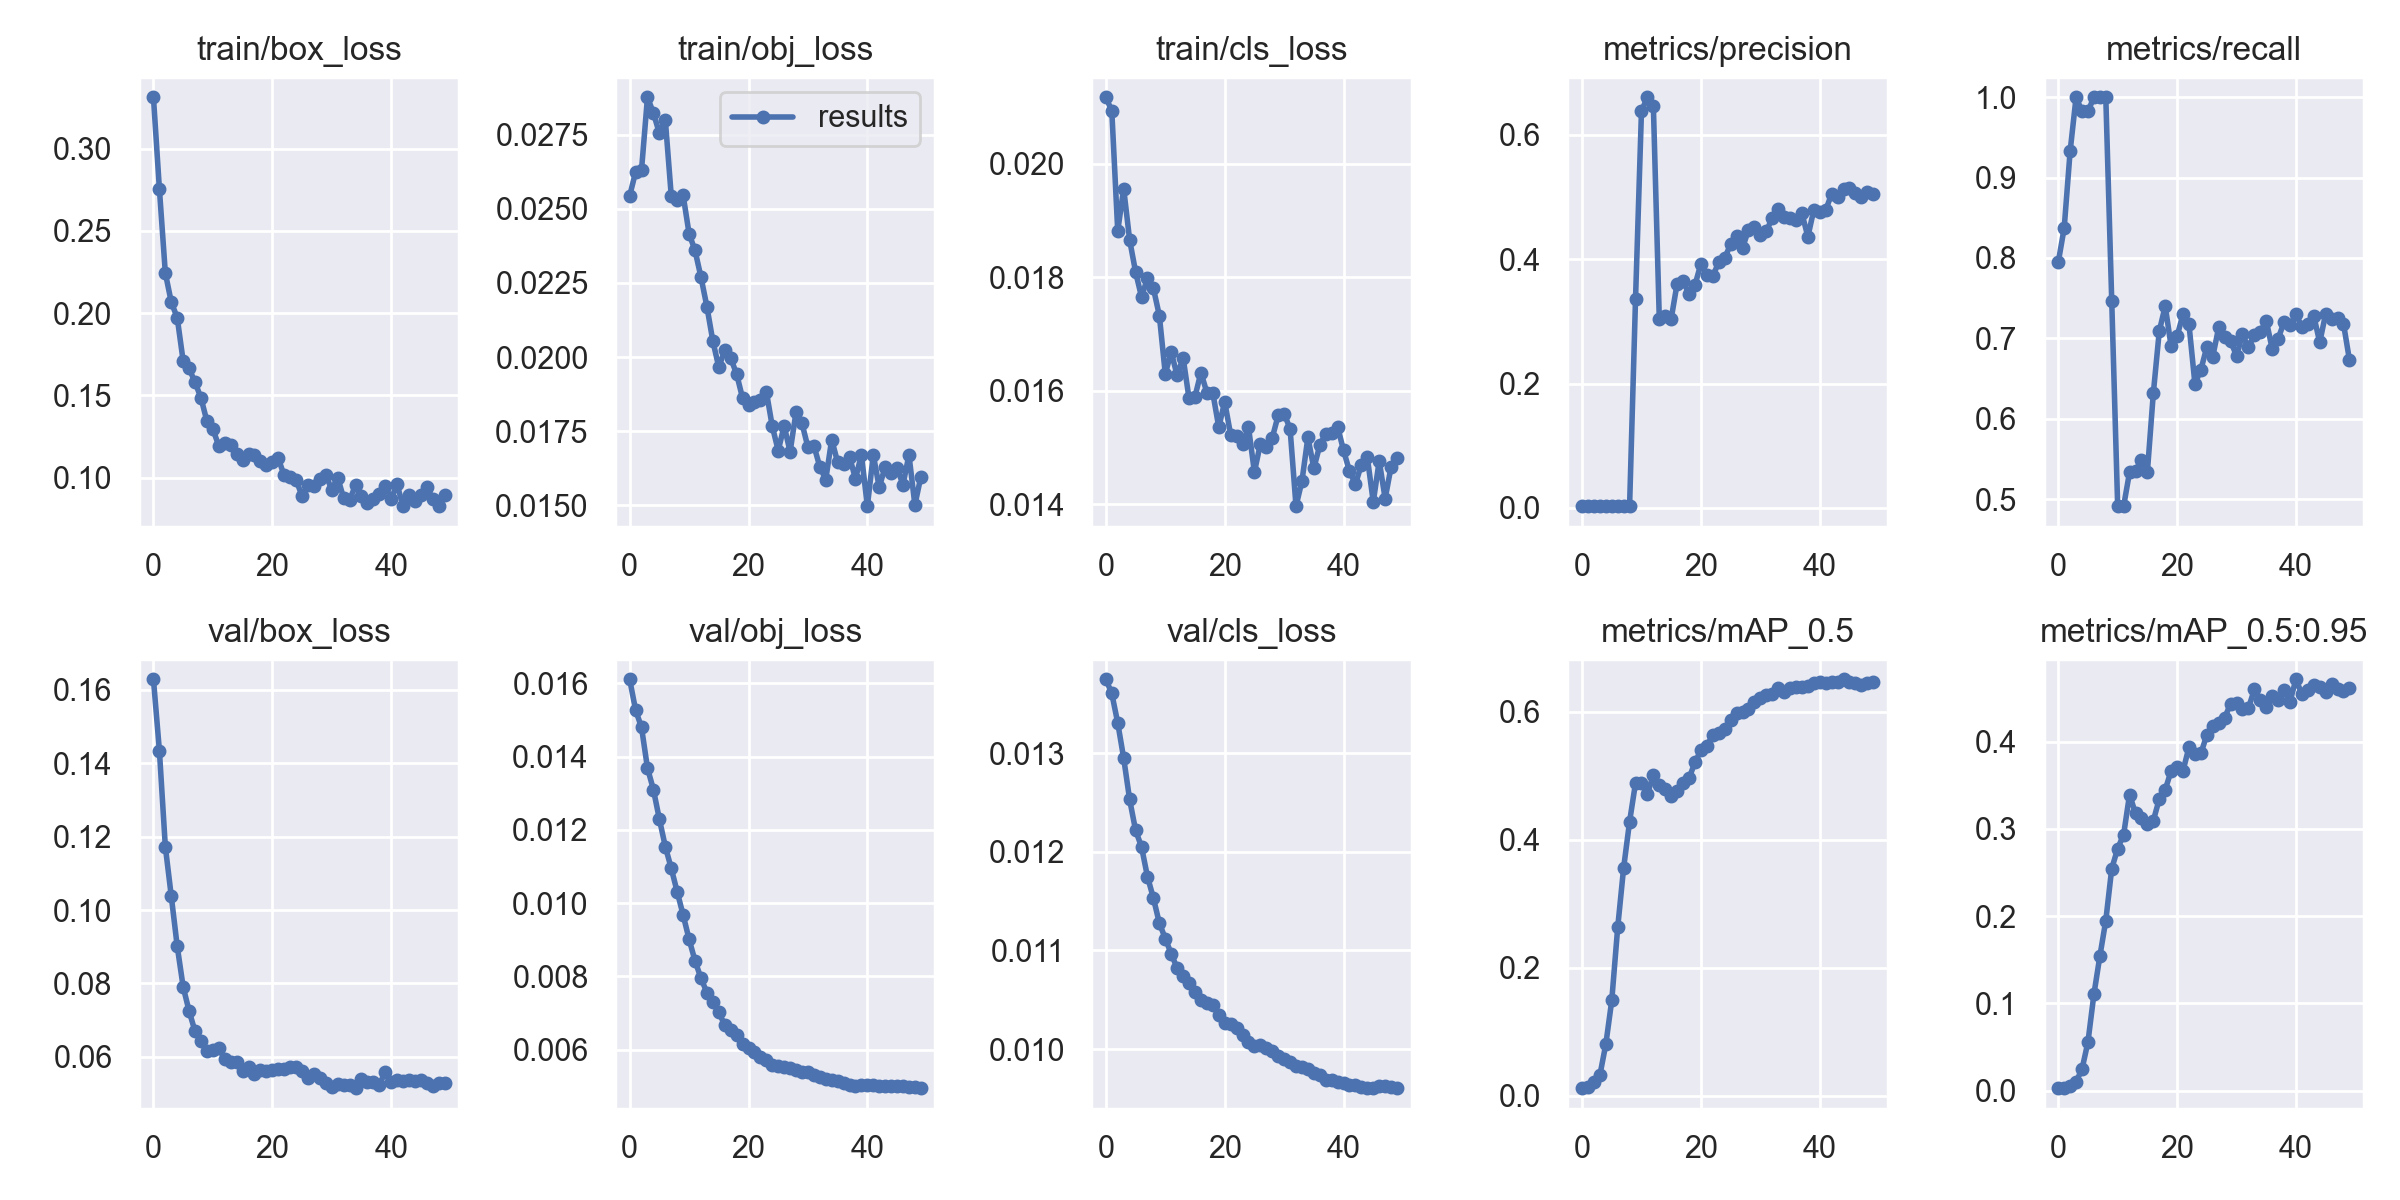 train/box_loss
0.30
0.25
0.20
0.15
0.10
0 20 40
train/obj_loss
results
0.0275
0.0250
0.0225
0.0200
0.0175
0.0150
0 20 40
train/cls_loss
0.020
0.018
0.016
0.014
0 20 40
metrics/precision
0.6
0.4
0.2
0.0
0 20 40
metrics/recall
1.0
0.9
0.8
0.7
0.6
0.5
0 20 40
val/box_loss
0.16
0.14
0.12
0.10
0.08
0.06
0 20 40
val/obj_loss
0.016
0.014
0.012
0.010
0.008
0.006
0 20 40
val/cls_loss
0.013
0.012
0.011
0.010
0 20 40
metrics/mAP_0.5
0.6
0.4
0.2
0.0
0 20 40
metrics/mAP_0.5:0.95
0.4
0.3
0.2
0.1
0.0
0 20 40